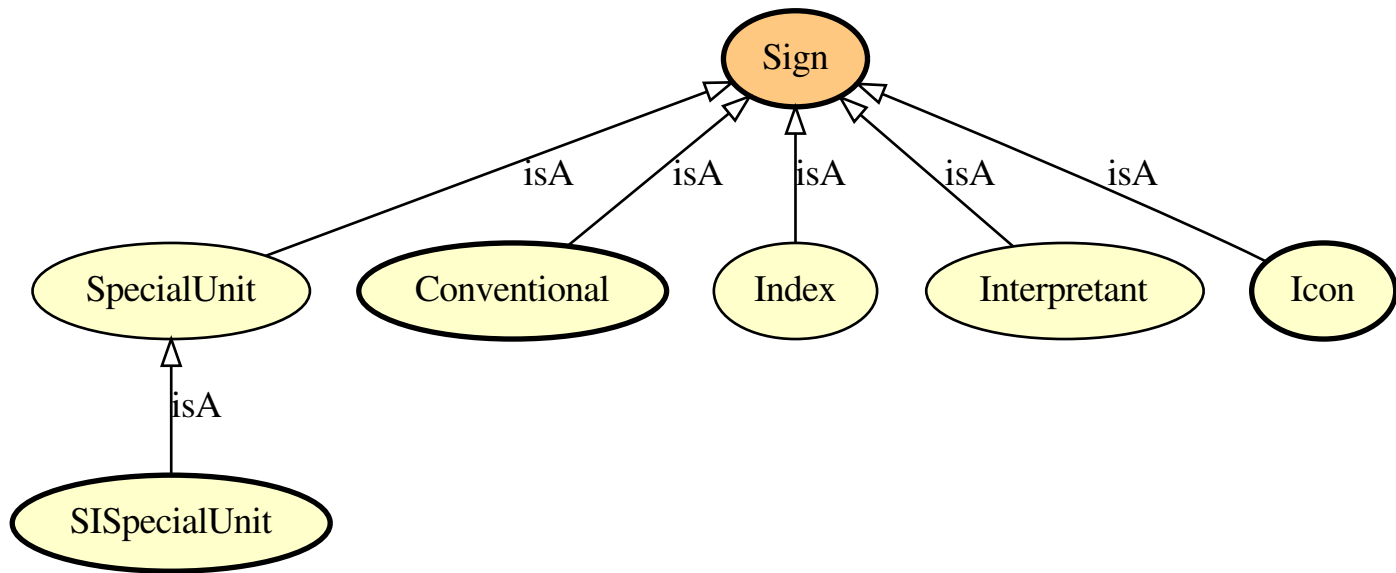 Sign
isA isA isA isA isA
SpecialUnit Conventional Index Interpretant Icon
isA
SISpecialUnit